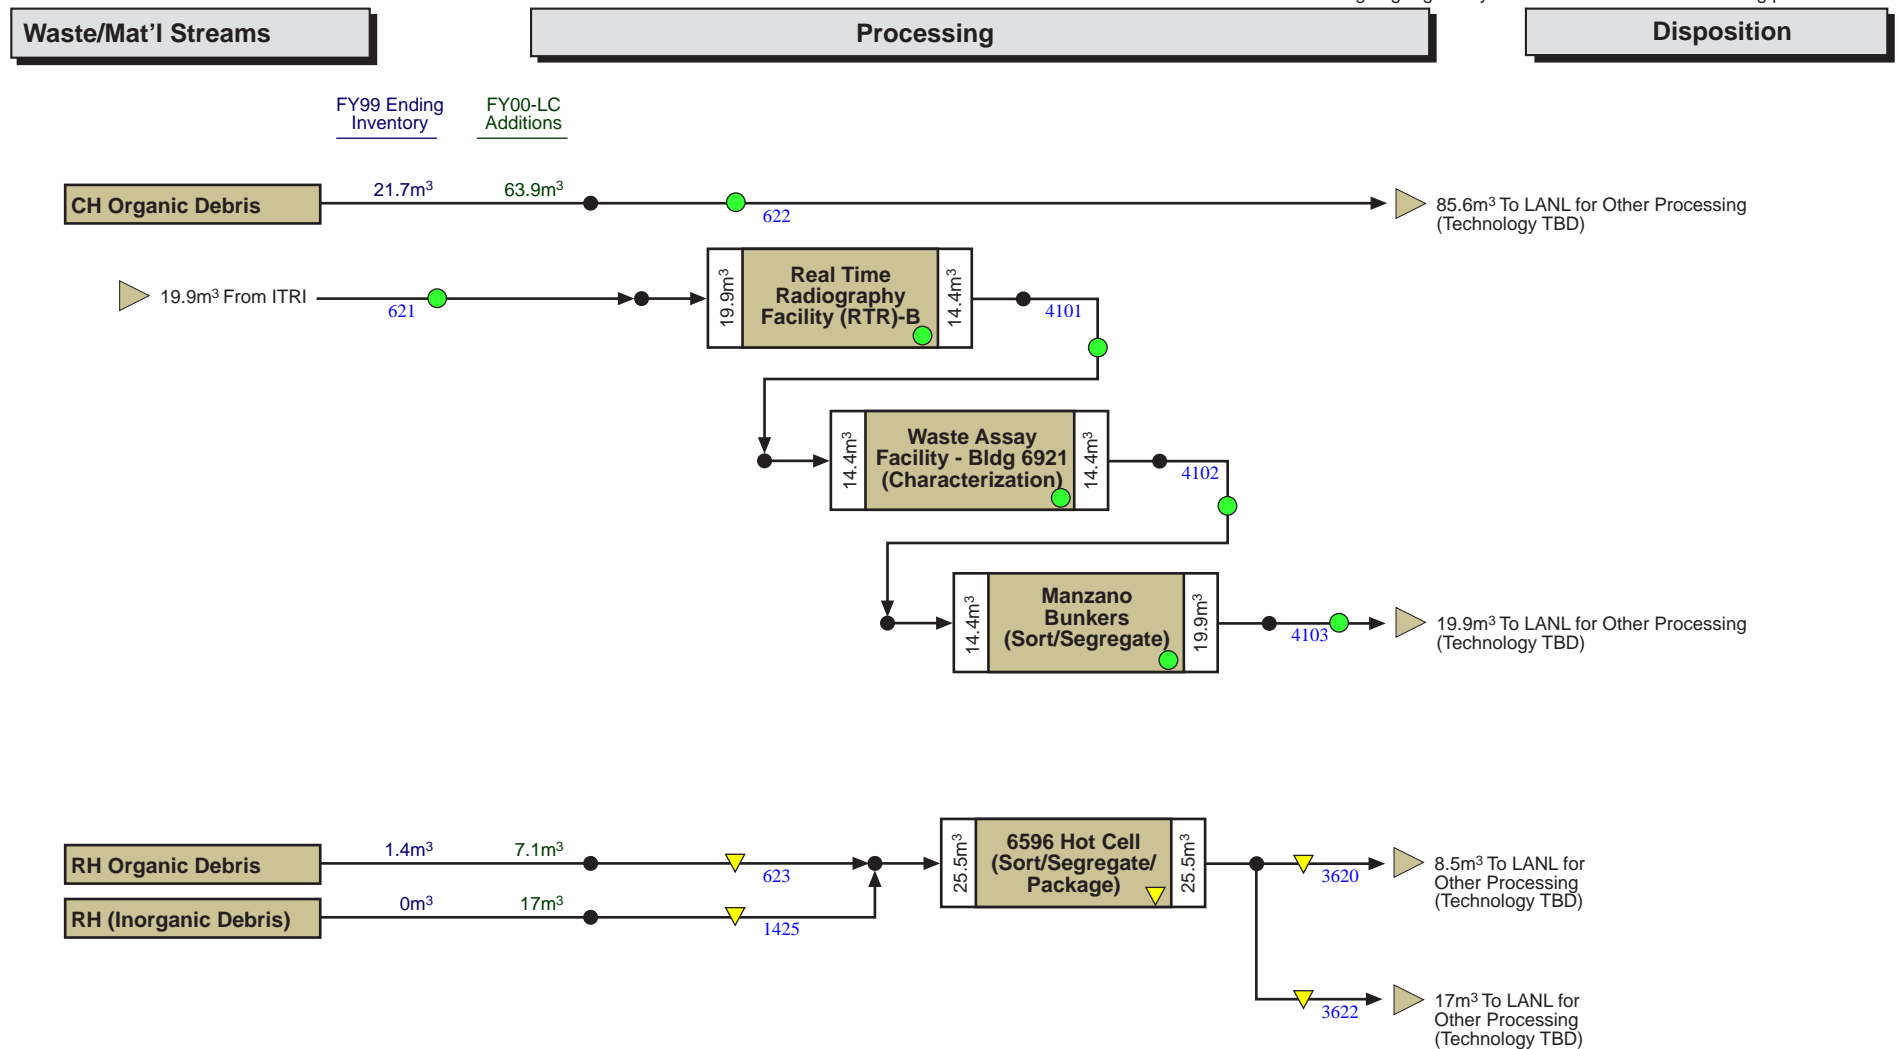 Waste/Mat’l Streams
Processing
Disposition
FY99 Ending
Inventory
FY00-LC
Additions
CH Organic Debris
21.7m³
63.9m³
622
85.6m³ To LANL for Other Processing
(Technology TBD)
19.9m³ From ITRI
621
19.9m³
Real Time
Radiography
Facility (RTR)-B
14.4m³
4101
14.4m³
Waste Assay
Facility - Bldg 6921
(Characterization)
14.4m³
4102
14.4m³
Manzano
Bunkers
(Sort/Segregate)
19.9m³
4103
19.9m³ To LANL for Other Processing
(Technology TBD)
RH Organic Debris
1.4m³
7.1m³
623
RH (Inorganic Debris)
0m³
17m³
1425
25.5m³
6596 Hot Cell
(Sort/Segregate/
Package)
25.5m³
3620
8.5m³ To LANL for
Other Processing
(Technology TBD)
3622
17m³ To LANL for
Other Processing
(Technology TBD)